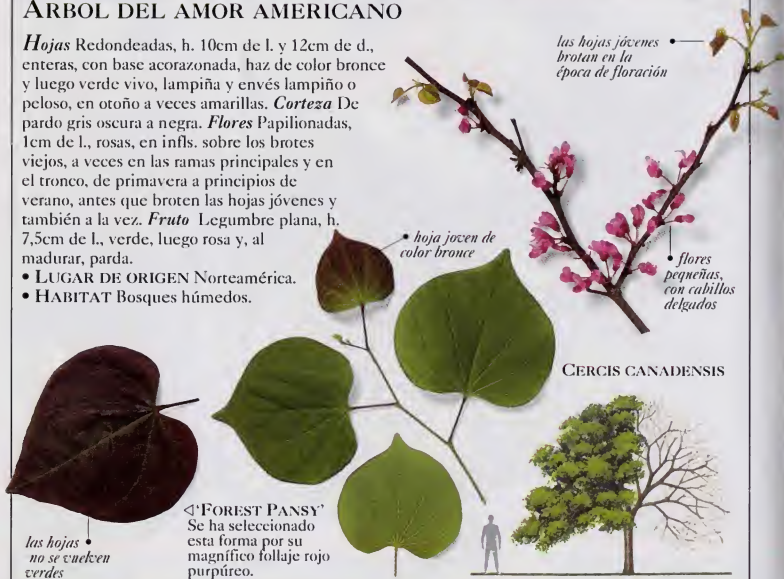 ARBOL DEL AMOR AMERICANO
Hojas Redondeadas, h. 10cm de l. y 12cm de d.,
enteras, con base acorazonada, haz de color bronce
y luego verde vivo, lampiña y envés lampiño o
peloso, en otoño a veces amarillas. Corteza De
pardo gris oscura a negra. Flores Papilionadas,
1cm de l., rosas, en infls. sobre los brotes
viejos, a veces en las ramas principales y en
el tronco, de primavera a principios de
verano, antes que broten las hojas jóvenes y
también a la vez. Fruto Legumbre plana, h.
7,5cm de l., verde, luego rosa y, al
madurar, parda.
• LUGAR DE ORIGEN Norteamérica.
• HABITAT Bosques húmedos.
las hojas jóvenes
brotan en la
época de floración
hoja joven de
color bronce
flores
pequeñas,
con cabillos
delgados
CERCIS CANADENSIS
las hojas
no se vuelven
verdes
◁'FOREST PANSY'
Se ha seleccionado
esta forma por su
magnífico follaje rojo
purpúreo.